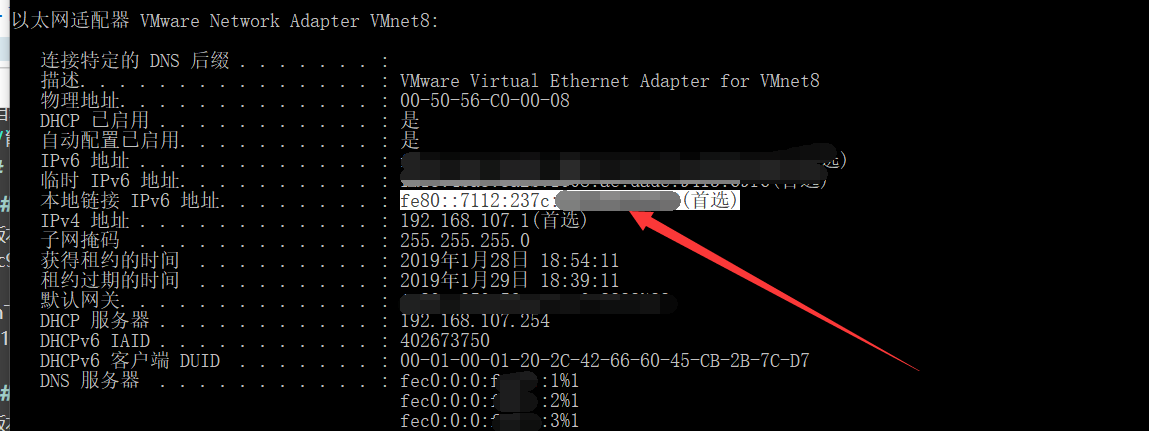 以太网适配器 VMware Network Adapter VMnet8:
连接特定的 DNS 后缀 . . . . . . . :
描述. . . . . . . . . . . . . . . : VMware Virtual Ethernet Adapter for VMnet8
物理地址. . . . . . . . . . . . . : 00-50-56-C0-00-08
DHCP 已启用 . . . . . . . . . . . : 是
自动配置已启用. . . . . . . . . . : 是
IPv6 地址 . . . . . . . . . . . . : 选)
临时 IPv6 地址. . . . . . . . . . : (首选)
本地链接 IPv6 地址. . . . . . . . : fe80::7112:237c: (首选)
IPv4 地址 . . . . . . . . . . . . : 192.168.107.1(首选)
子网掩码 . . . . . . . . . . . . : 255.255.255.0
获得租约的时间 . . . . . . . . . : 2019年1月28日 18:54:11
租约过期的时间 . . . . . . . . . : 2019年1月29日 18:39:11
默认网关. . . . . . . . . . . . . :
DHCP 服务器 . . . . . . . . . . . : 192.168.107.254
DHCPv6 IAID . . . . . . . . . . . : 402673750
DHCPv6 客户端 DUID . . . . . . . : 00-01-00-01-20-2C-42-66-60-45-CB-2B-7C-D7
DNS 服务器 . . . . . . . . . . . : fec0:0:0:f :1%1
fec0:0:0:f :2%1
fec0:0:0:f :3%1